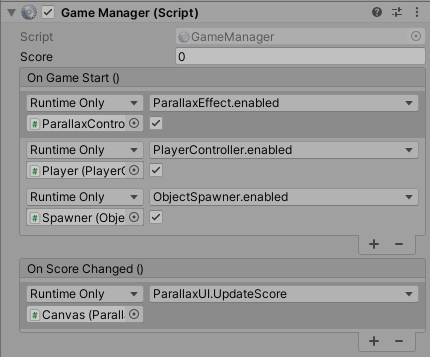 Game Manager (Script)
Script GameManager
Score 0
On Game Start ()
Runtime Only ParallaxEffect.enabled
ParallaxContro
Runtime Only PlayerController.enabled
Player (PlayerC
Runtime Only ObjectSpawner.enabled
Spawner (Obje
On Score Changed ()
Runtime Only ParallaxUI.UpdateScore
Canvas (Parall